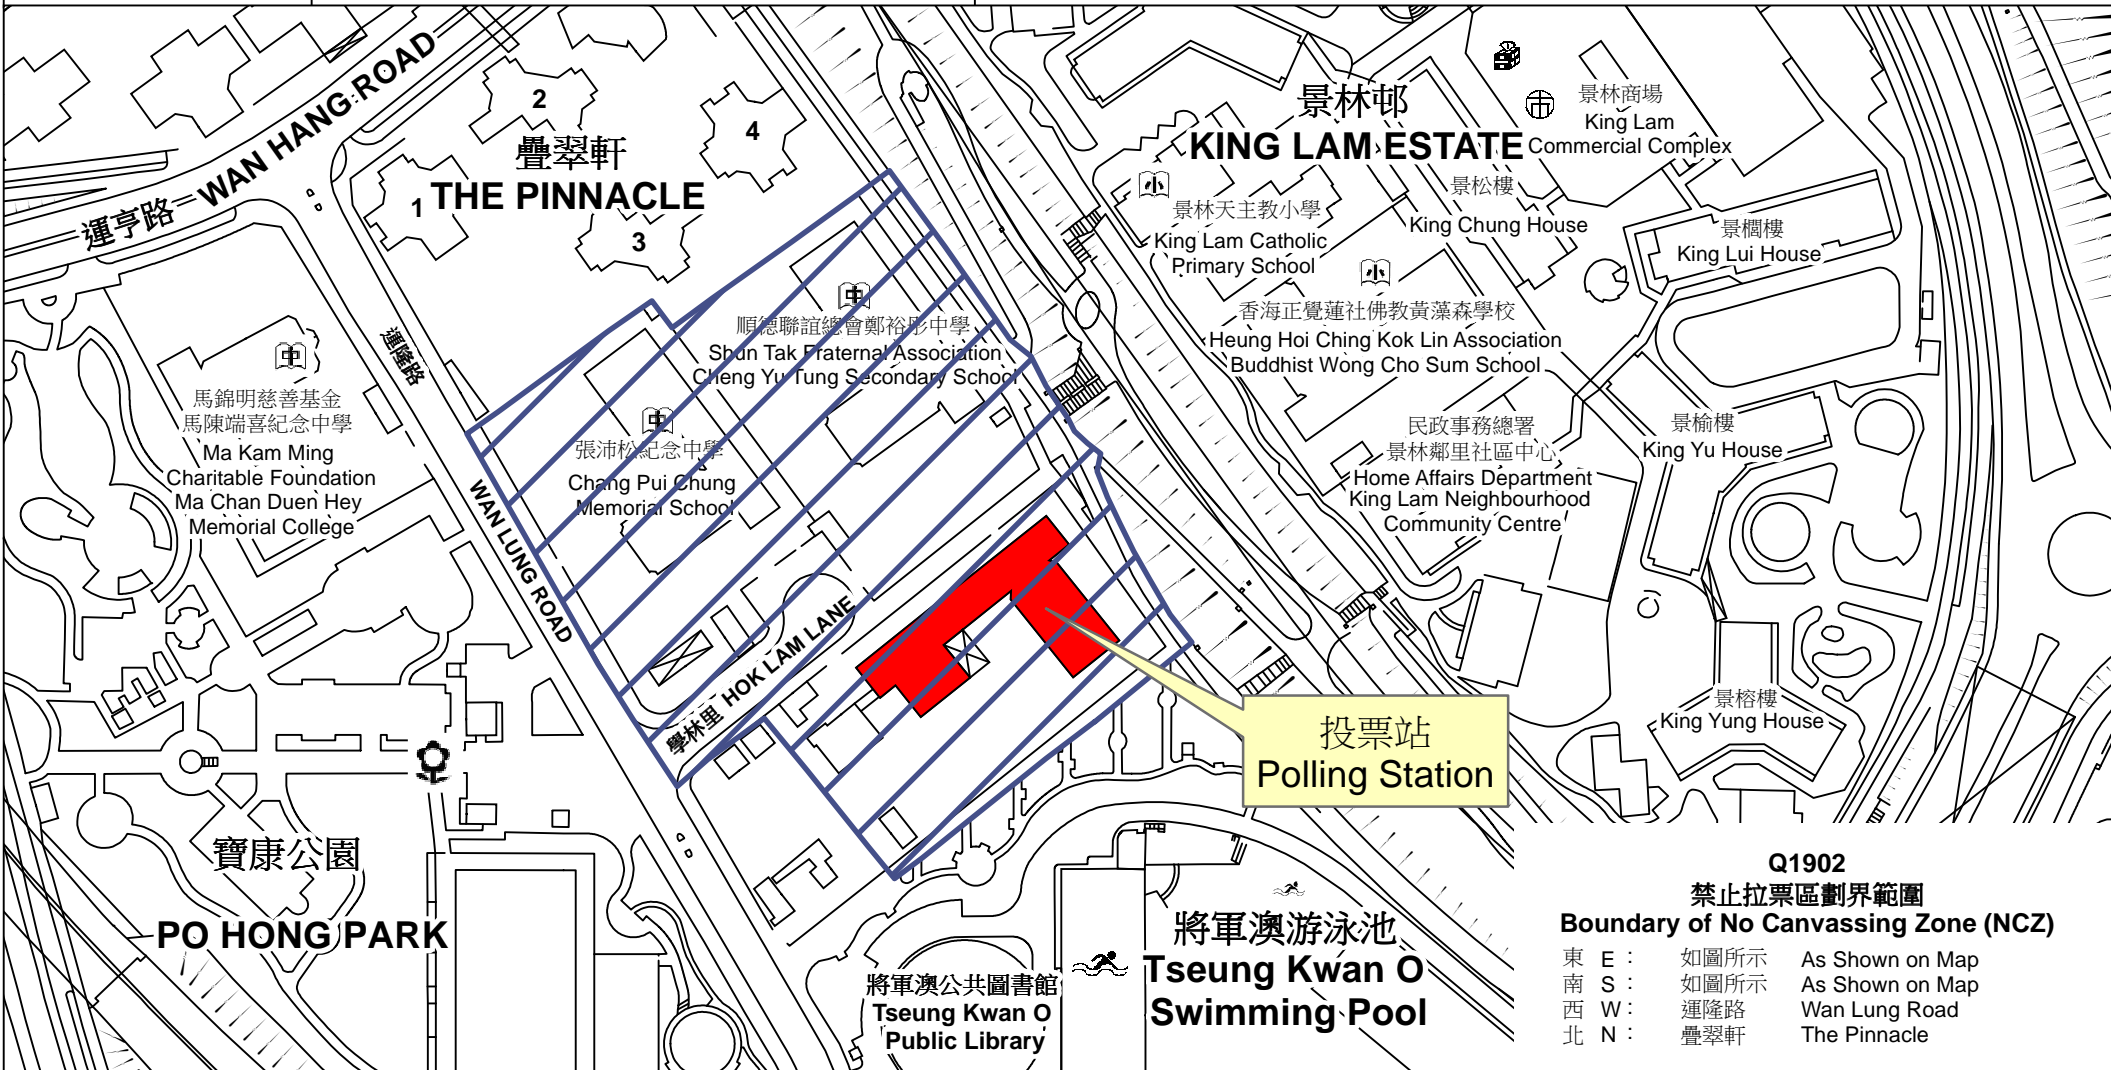 運亨路 WAN HANG ROAD
疊翠軒
THE PINNACLE
1
2
3
4
景林邨
KING LAM ESTATE
景林商場
King Lam
Commercial Complex
景林天主教小學
King Lam Catholic
Primary School
景松樓
King Chung House
景櫚樓
King Lui House
香海正覺蓮社佛教黃藻森學校
Heung Hoi Ching Kok Lin Association
Buddhist Wong Cho Sum School
民政事務總署
景林鄰里社區中心
Home Affairs Department
King Lam Neighbourhood
Community Centre
景榆樓
King Yu House
景榕樓
King Yung House
順德聯誼總會鄭裕彤中學
Shun Tak Fraternal Association
Cheng Yu Tung Secondary School
張沛松紀念中學
Chang Pui Chung
Memorial School
馬錦明慈善基金
馬陳端喜紀念中學
Ma Kam Ming
Charitable Foundation
Ma Chan Duen Hey
Memorial College
運隆路
WAN LUNG ROAD
學林里 HOK LAM LANE
投票站
Polling Station
寶康公園
PO HONG PARK
將軍澳公共圖書館
Tseung Kwan O
Public Library
將軍澳游泳池
Tseung Kwan O
Swimming Pool
Q1902
禁止拉票區劃界範圍
Boundary of No Canvassing Zone (NCZ)
東 E : 如圖所示 As Shown on Map
南 S : 如圖所示 As Shown on Map
西 W : 運隆路 Wan Lung Road
北 N : 疊翠軒 The Pinnacle